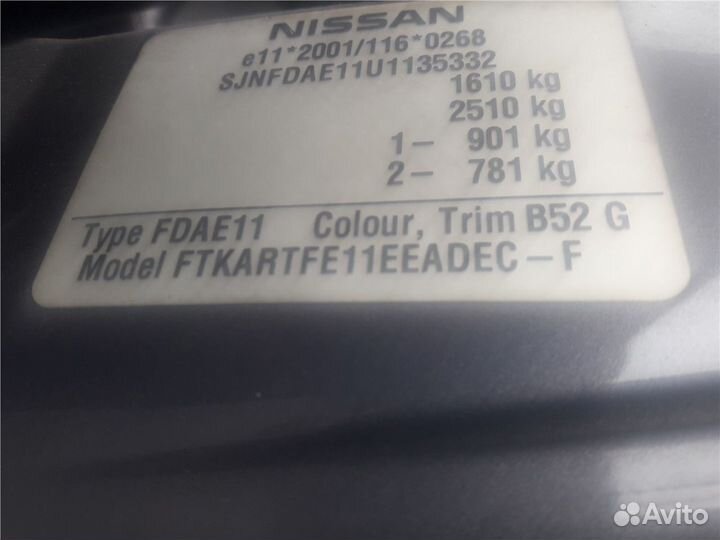 NISSAN
e11*2001/116*0268
SJNFDAE11U1135332
1610 kg
2510 kg
1– 901 kg
2– 781 kg
Type FDAE11 Colour, Trim B52 G
Model FTKARTFE11EEADEC – F
Avito